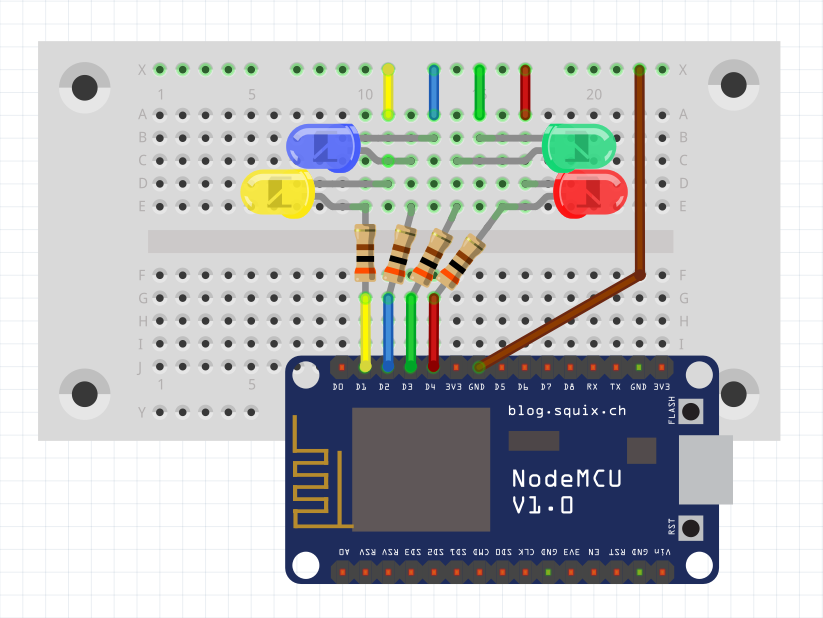 X X
1 5 10 15 20
A A
B B
C C
D D
E E
F F
G G
H H
I I
J
D0 D1 D2 D3 D4 3V3 GND D5 D6 D7 D8 RX TX GND 3V3
1 5
Y
blog.squix.ch
FLASH
NodeMCU
V1.0
RST
A0 RSV RSV SD3 SD2 SD1 CMD SD0 CLK GND 3V3 EN RST GND Vin